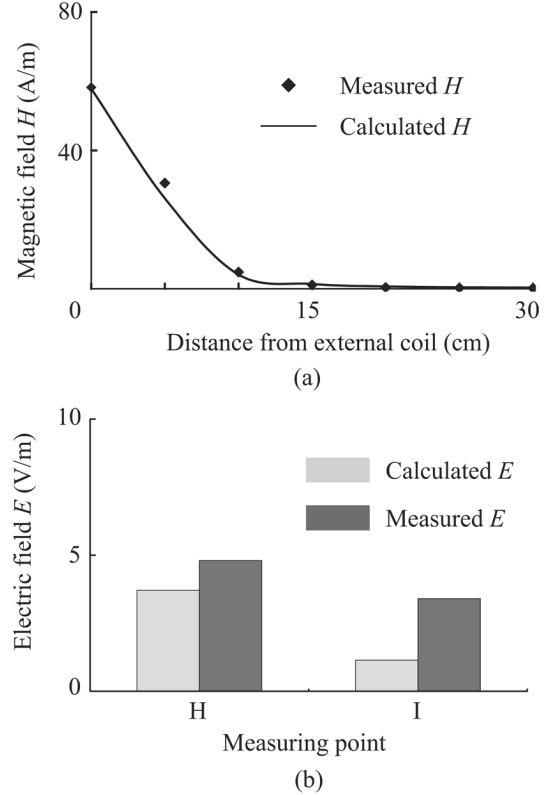 80
40
0
15
30
Magnetic field H (A/m)
Measured H
Calculated H
Distance from external coil (cm)
(a)
10
5
0
Electric field E (V/m)
Calculated E
Measured E
H
I
Measuring point
(b)